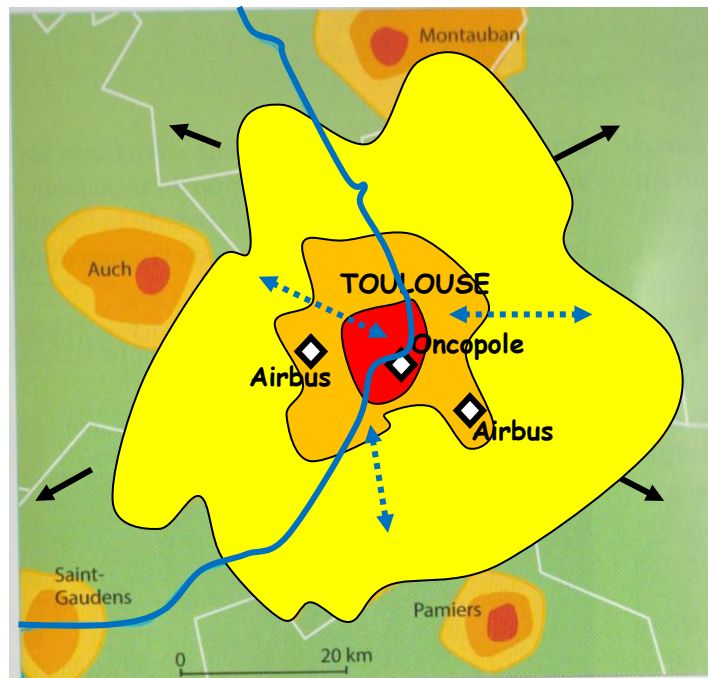 Montauban
Auch
TOULOUSE
Oncopole
Airbus
Airbus
Saint-
Gaudens
Pamiers
0
20 km